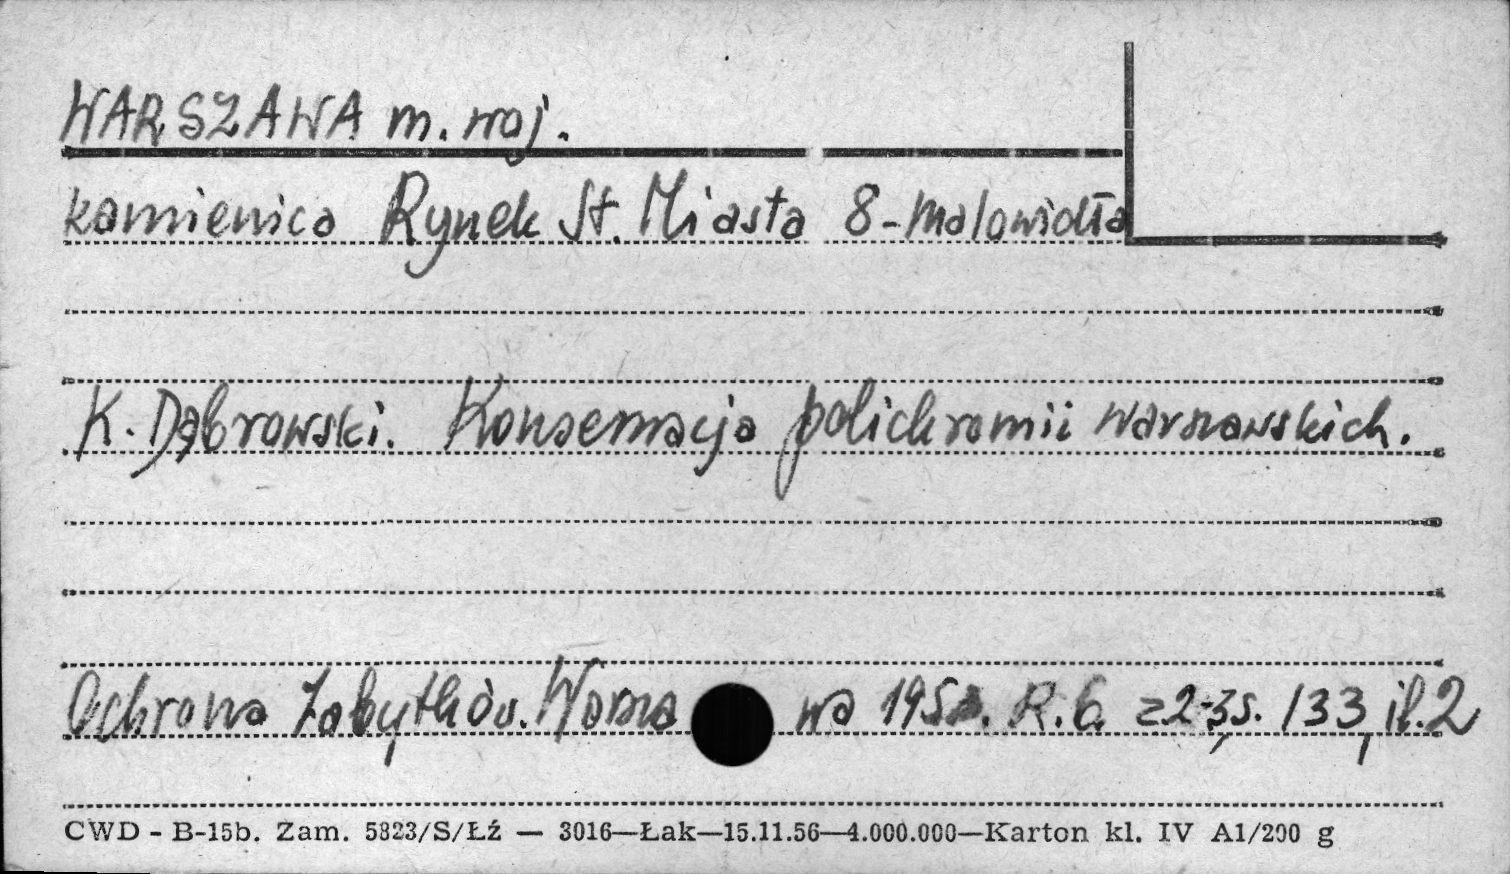 WARSZAWA m. woj.
kamienica Rynek St. Miasta 8 - malowidła
K. Dąbrowski. Konserwacja polichromii warszawskich.
Ochrona Zabytków. Warsza wa R. 6. z 2-3, s. 133, il. 2
CWD - B-15b. Zam. 5823/S/Łź — 3016—Łak—15.11.56—4.000.000—Karton kl. IV A1/200 g